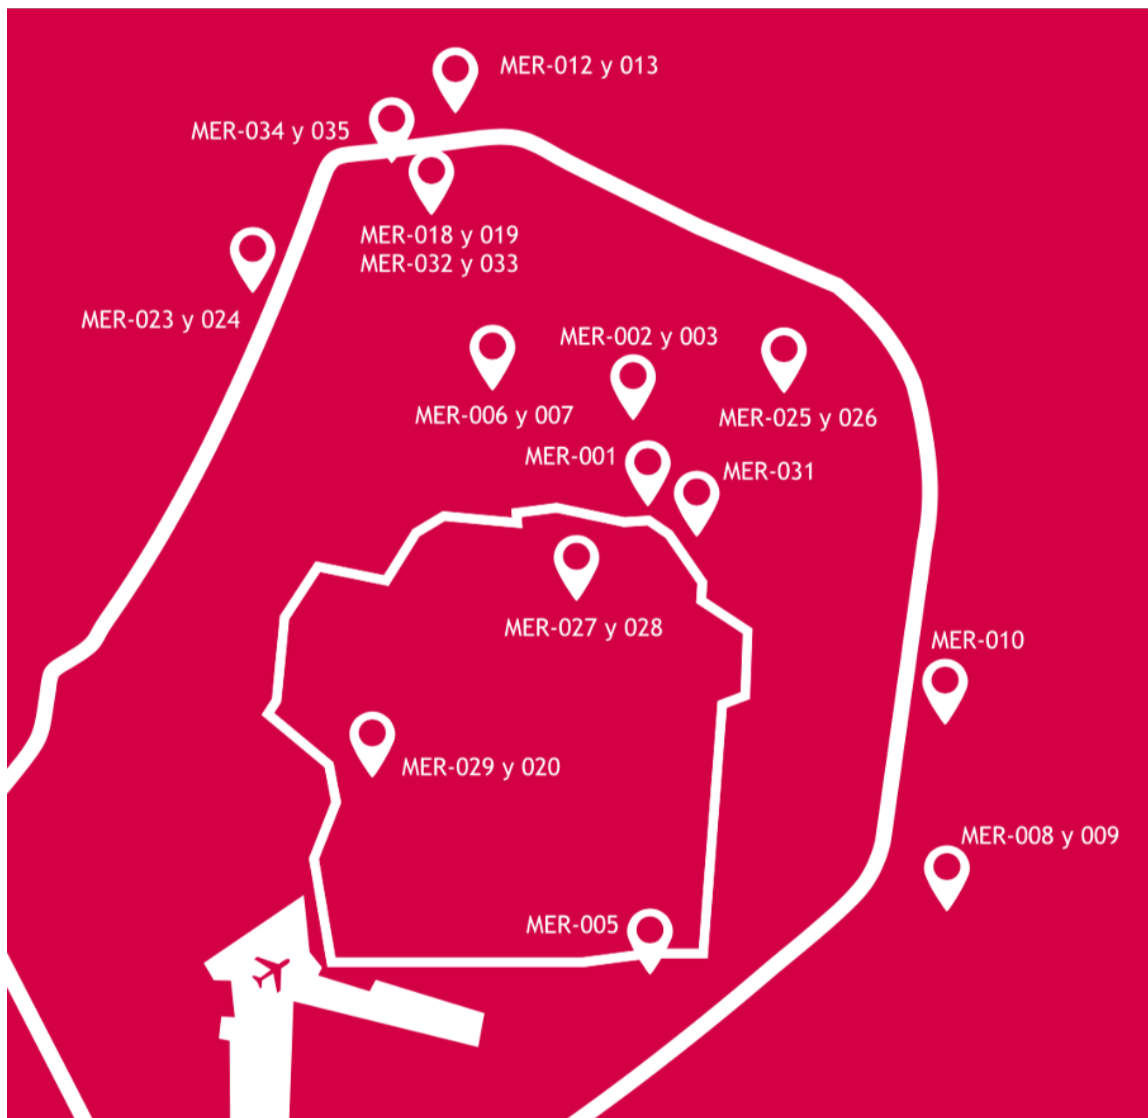 MER-012 y 013
MER-034 y 035
MER-018 y 019
MER-032 y 033
MER-023 y 024
MER-002 y 003
MER-006 y 007
MER-025 y 026
MER-001
MER-031
MER-027 y 028
MER-010
MER-029 y 020
MER-008 y 009
MER-005